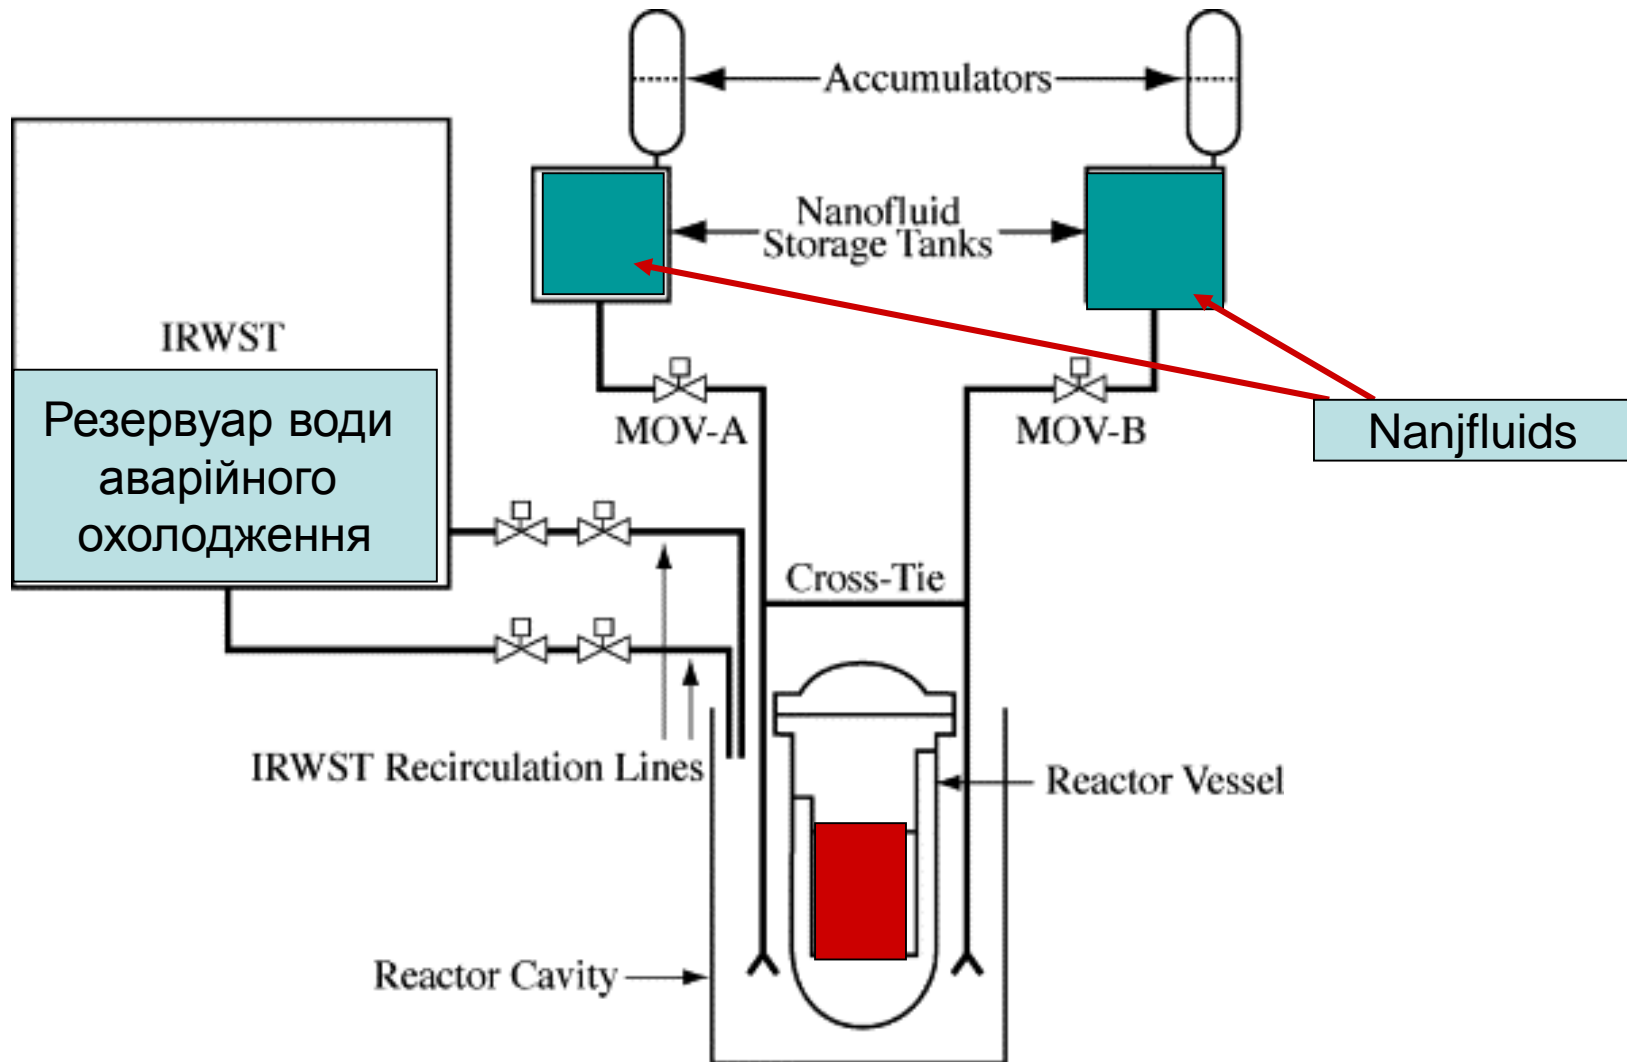 Accumulators
Nanofluid
Storage Tanks
IRWST
Резервуар води
аварійного
охолодження
MOV-A
MOV-B
Nanjfluids
Cross-Tie
IRWST Recirculation Lines
Reactor Vessel
Reactor Cavity